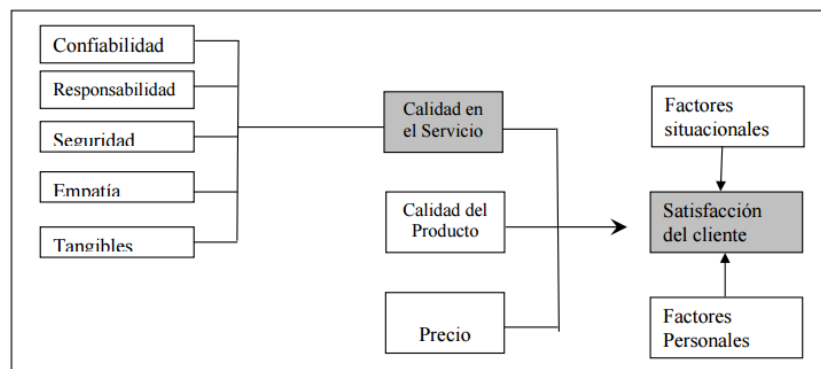 Confiabilidad
Responsabilidad
Seguridad
Empatía
Tangibles
Calidad en
el Servicio
Calidad del
Producto
Precio
Factores
situacionales
Satisfacción
del cliente
Factores
Personales